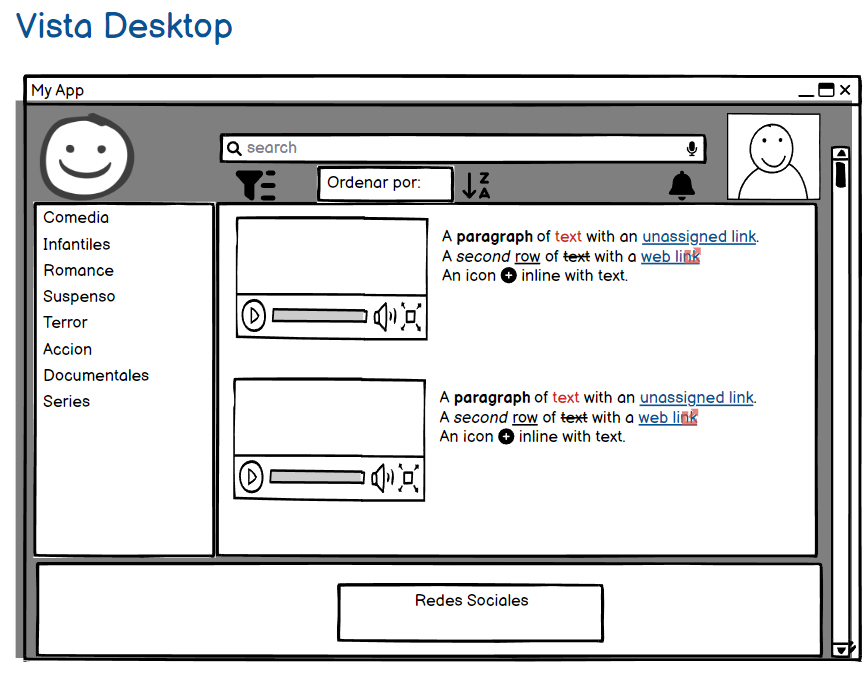 Vista Desktop
My App
search
Ordenar por:
Z
A
Comedia
Infantiles
Romance
Suspenso
Terror
Accion
Documentales
Series
A paragraph of text with an unassigned link.
A second row of text with a web link
An icon inline with text.
A paragraph of text with an unassigned link.
A second row of text with a web link
An icon inline with text.
Redes Sociales